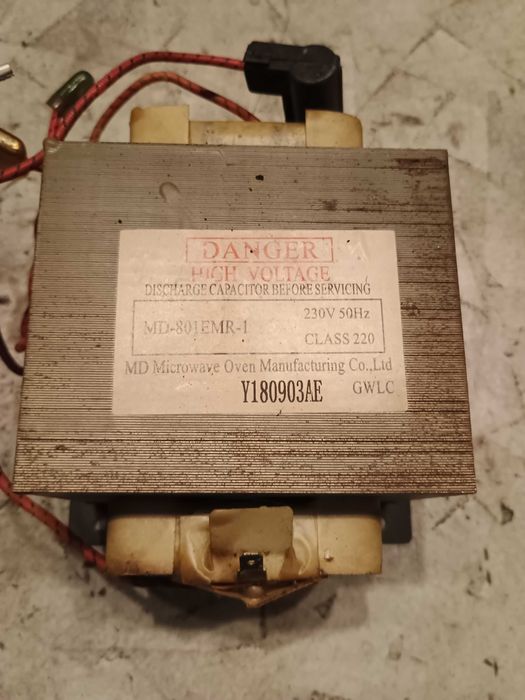 DANGER
HIGH VOLTAGE
DISCHARGE CAPACITOR BEFORE SERVICING
MD-801EMR-1
230V 50Hz
CLASS 220
MD Microwave Oven Manufacturing Co.,Ltd
Y180903AE
GWLC